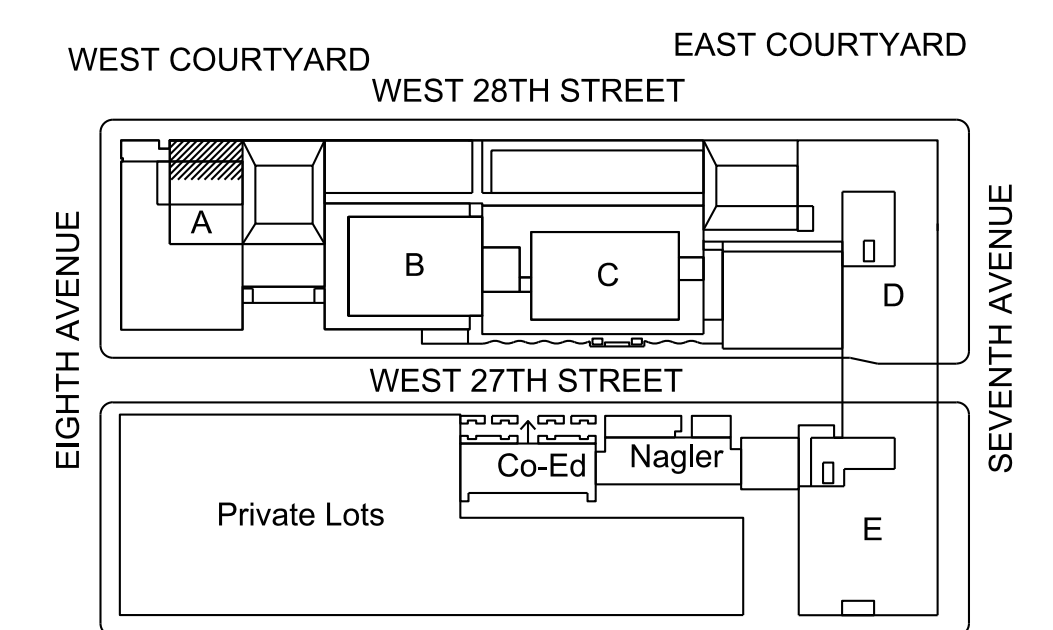 WEST COURTYARD
EAST COURTYARD
WEST 28TH STREET
EIGHTH AVENUE
A
B
C
D
SEVENTH AVENUE
WEST 27TH STREET
Co-Ed
Nagler
Private Lots
E